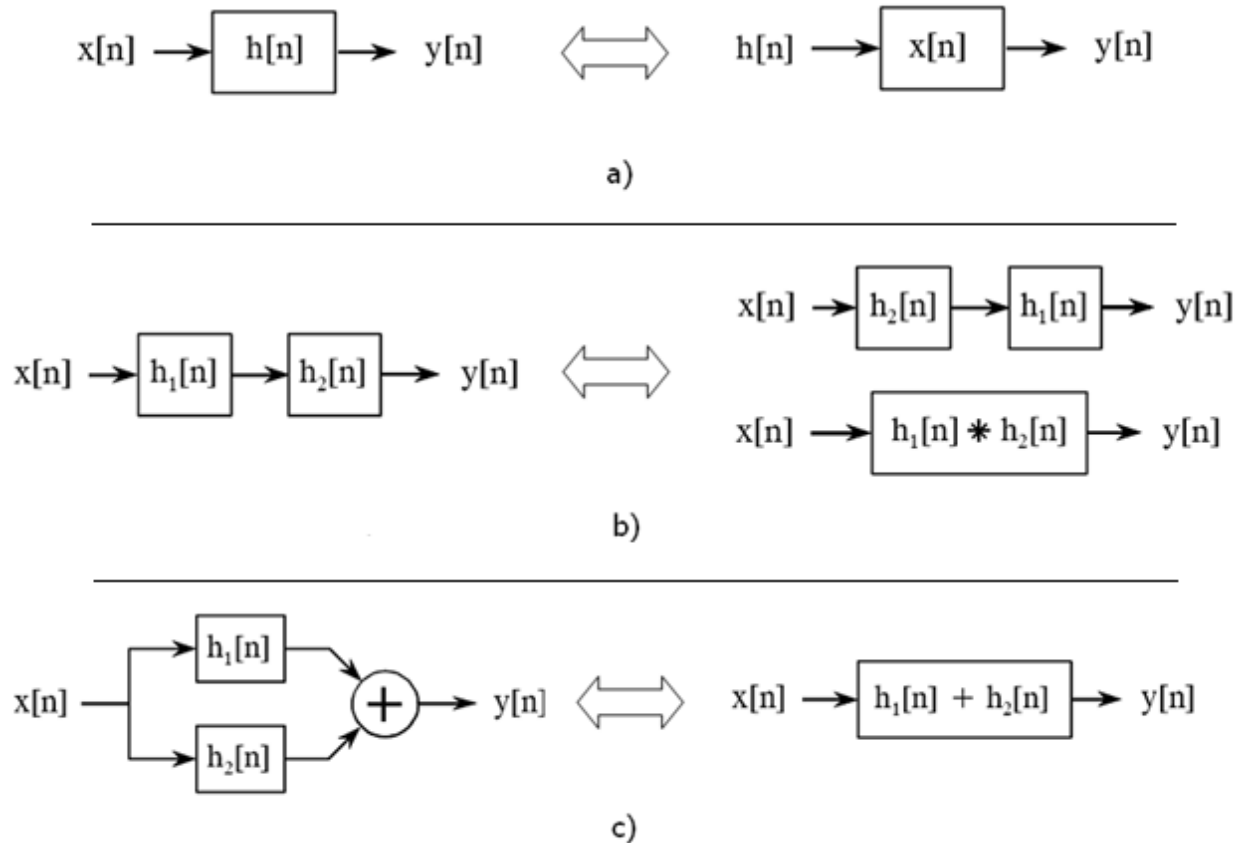 x[n] h[n] y[n] h[n] x[n] y[n]
a)
x[n] h₂[n] h₁[n] y[n]
x[n] h₁[n] h₂[n] y[n]
x[n] h₁[n] * h₂[n] y[n]
b)
h₁[n]
x[n] + y[n] x[n] h₁[n] + h₂[n] y[n]
h₂[n]
c)